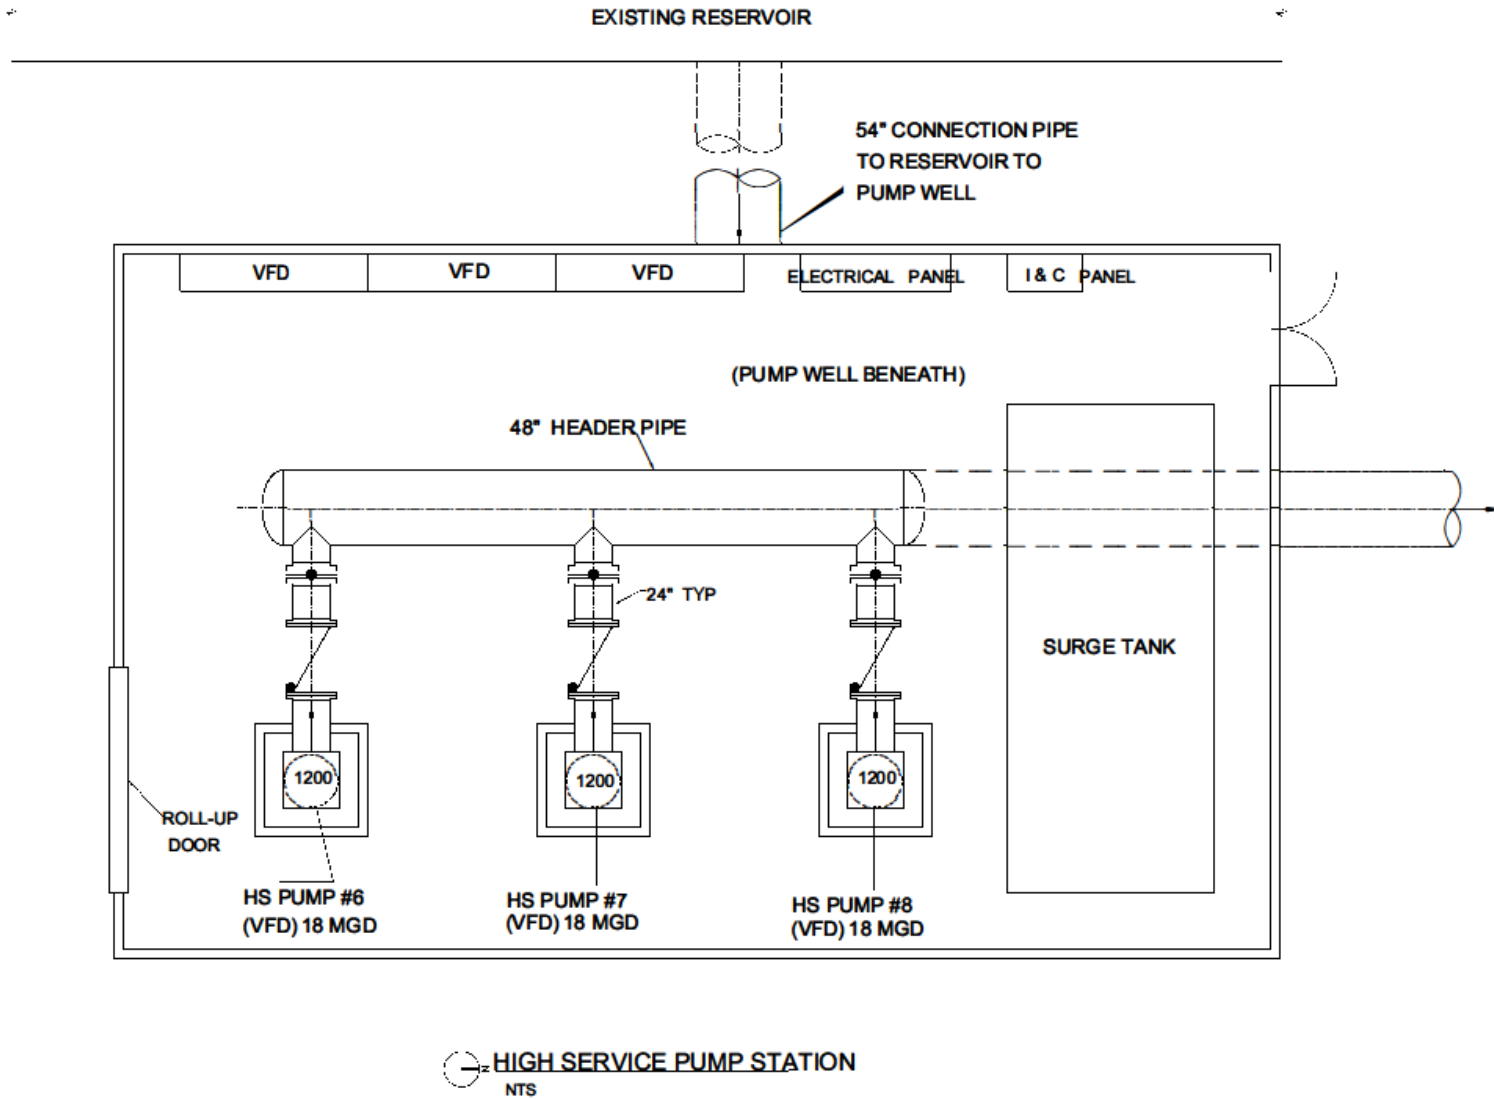 EXISTING RESERVOIR
54" CONNECTION PIPE
TO RESERVOIR TO
PUMP WELL
VFD
VFD
VFD
ELECTRICAL PANEL
I & C PANEL
(PUMP WELL BENEATH)
48" HEADER PIPE
24" TYP
SURGE TANK
1200
1200
1200
ROLL-UP
DOOR
HS PUMP #6
(VFD) 18 MGD
HS PUMP #7
(VFD) 18 MGD
HS PUMP #8
(VFD) 18 MGD
N
HIGH SERVICE PUMP STATION
NTS